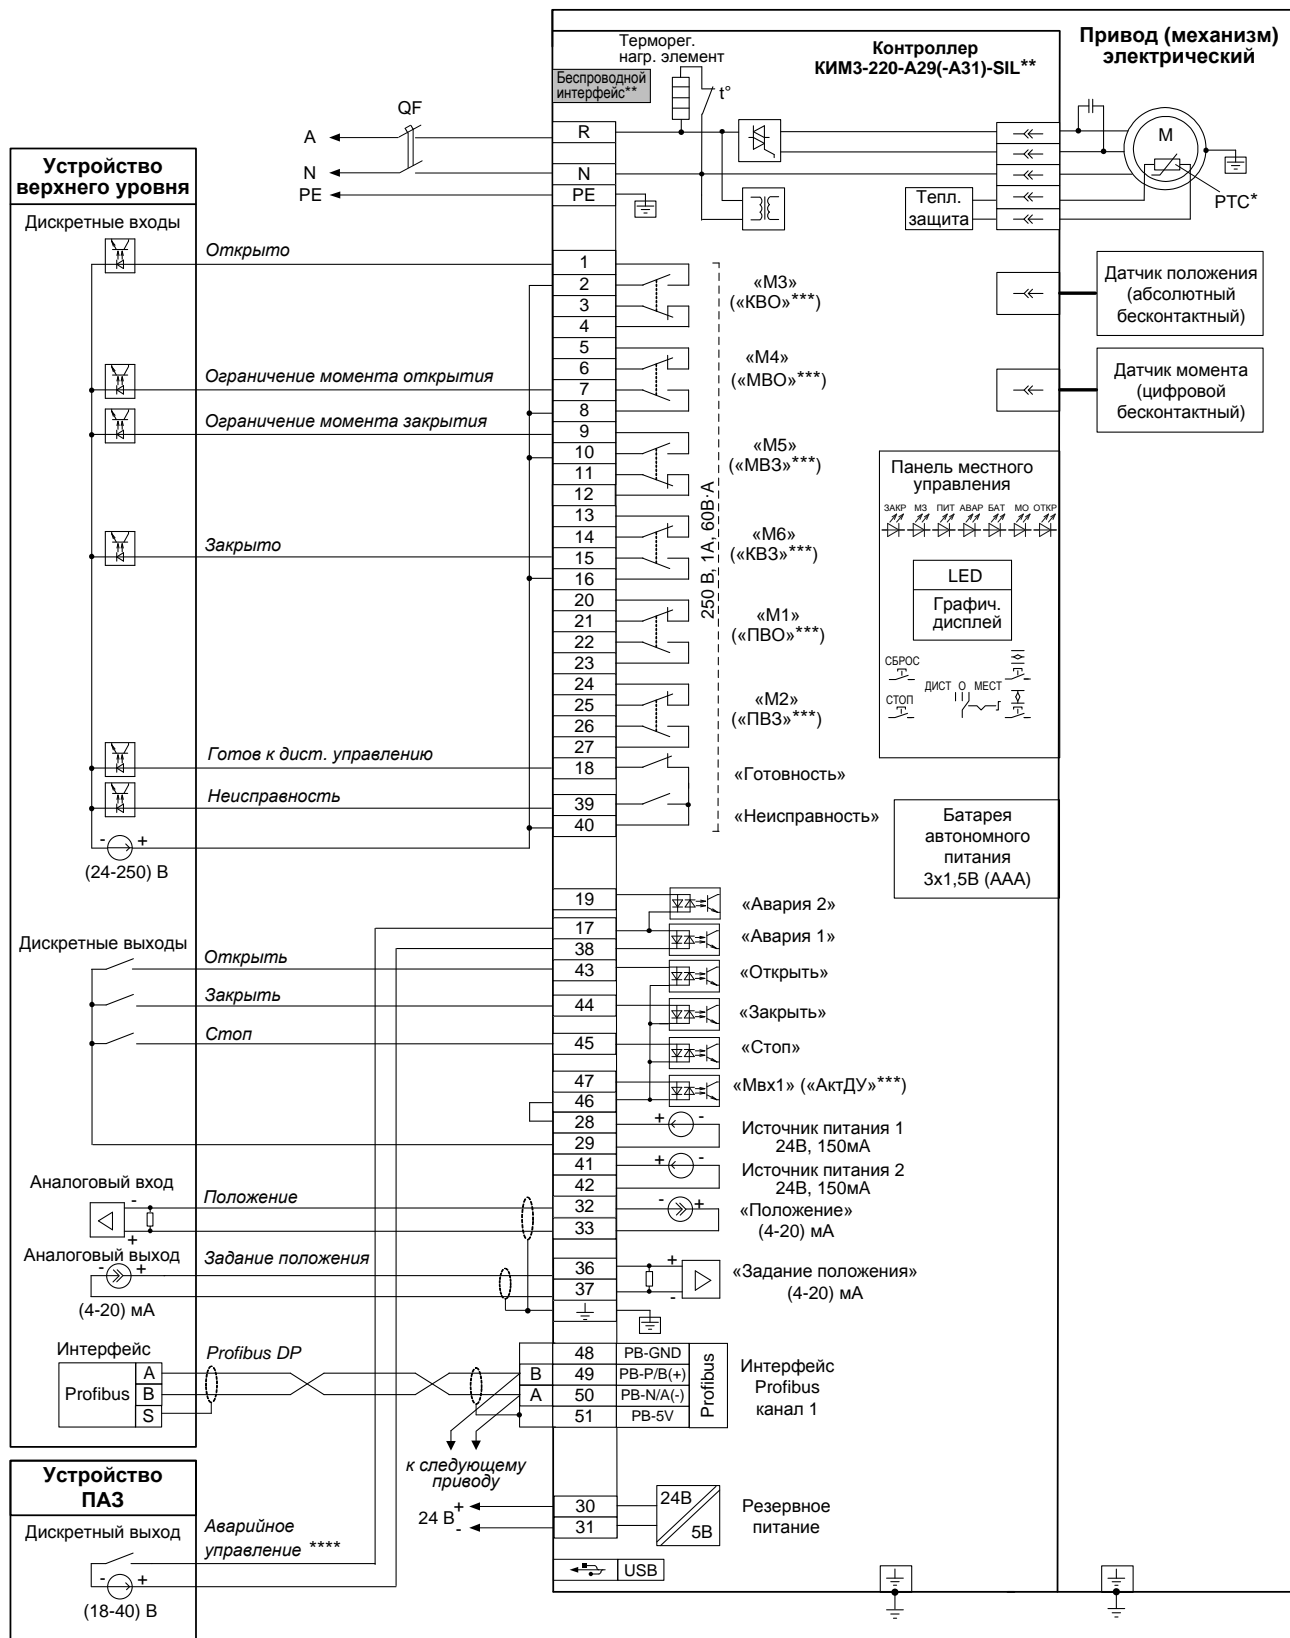 Терморег.
нагр. элемент
Контроллер
КИМ3-220-А29(-А31)-SIL**
Привод (механизм)
электрический
Беспроводной
интерфейс**
t°
QF
A
N
PE
R
N
PE
M
PTC*
Тепл.
защита
Устройство
верхнего уровня
Дискретные входы
Открыто
Ограничение момента открытия
Ограничение момента закрытия
Закрыто
Готов к дист. управлению
Неисправность
- +
(24-250) В
1
2
3
4
5
6
7
8
9
10
11
12
13
14
15
16
20
21
22
23
24
25
26
27
18
39
40
250 В, 1А, 60В·А
«М3»
(«КВО»***)
«М4»
(«МВО»***)
«М5»
(«МВЗ»***)
«М6»
(«КВЗ»***)
«М1»
(«ПВО»***)
«М2»
(«ПВЗ»***)
«Готовность»
«Неисправность»
Датчик положения
(абсолютный
бесконтактный)
Датчик момента
(цифровой
бесконтактный)
Панель местного
управления
ЗАКР МЗ ПИТ АВАР БАТ МО ОТКР
LED
Графич.
дисплей
СБРОС
СТОП
ДИСТ О МЕСТ
Батарея
автономного
питания
3х1,5В (ААА)
Дискретные выходы
Открыть
Закрыть
Стоп
19
17
38
43
44
45
47
46
28
29
41
42
32
33
36
37
«Авария 2»
«Авария 1»
«Открыть»
«Закрыть»
«Стоп»
«Мвх1» («АктДУ»***)
+ -
Источник питания 1
24В, 150мА
+ -
Источник питания 2
24В, 150мА
- +
«Положение»
(4-20) мА
+
-
«Задание положения»
(4-20) мА
Аналоговый вход
-
+
Положение
Аналоговый выход
- +
(4-20) мА
Задание положения
Интерфейс
Profibus
A
B
S
Profibus DP
B
A
48 PB-GND
49 PB-P/B(+)
50 PB-N/A(-)
51 PB-5V
Profibus
Интерфейс
Profibus
канал 1
к следующему
приводу
24 В
+
-
30
31
24В
5В
Резервное
питание
USB
Устройство
ПАЗ
Дискретный выход
Аварийное
управление ****
- +
(18-40) В